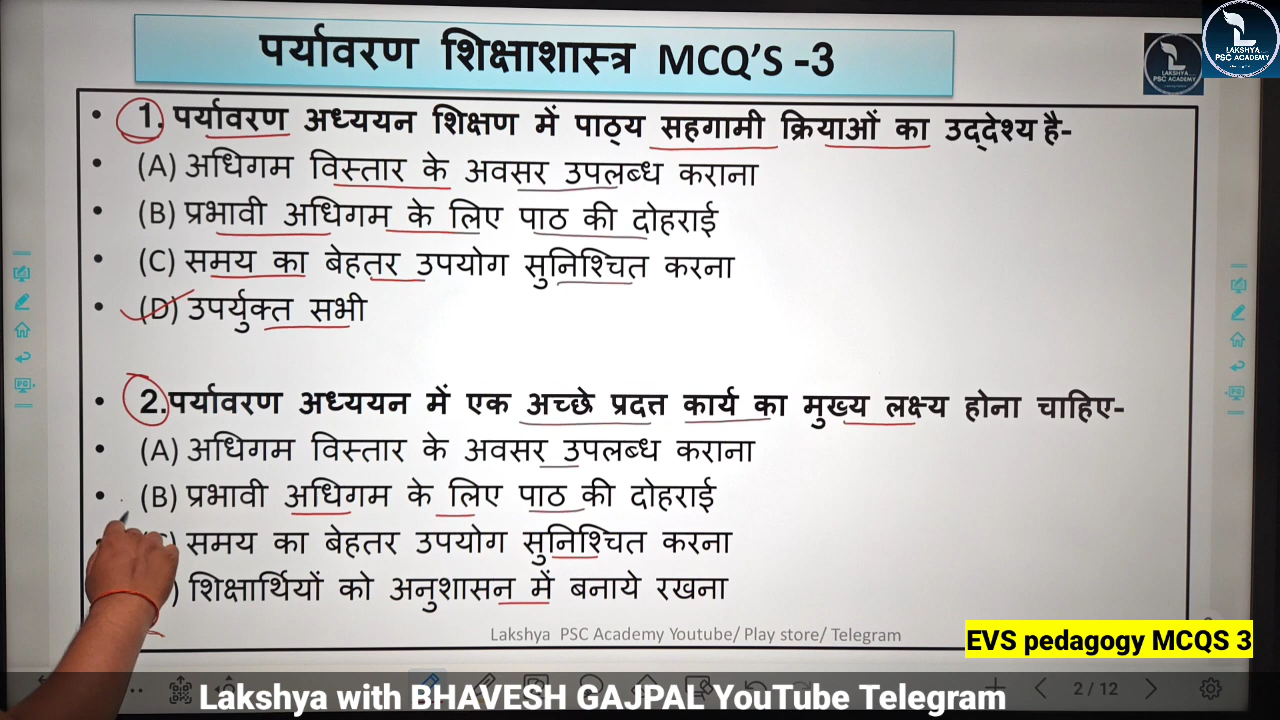 पर्यावरण शिक्षाशास्त्र MCQ'S -3
LAKSHYA
PSC ACADEMY
LAKSHYA
PSC ACADEMY
• 1. पर्यावरण अध्ययन शिक्षण में पाठ्य सहगामी क्रियाओं का उद्देश्य है-
• (A) अधिगम विस्तार के अवसर उपलब्ध कराना
• (B) प्रभावी अधिगम के लिए पाठ की दोहराई
• (C) समय का बेहतर उपयोग सुनिश्चित करना
• (D) उपर्युक्त सभी
• 2.पर्यावरण अध्ययन में एक अच्छे प्रदत्त कार्य का मुख्य लक्ष्य होना चाहिए-
• (A) अधिगम विस्तार के अवसर उपलब्ध कराना
• (B) प्रभावी अधिगम के लिए पाठ की दोहराई
समय का बेहतर उपयोग सुनिश्चित करना
) शिक्षार्थियों को अनुशासन में बनाये रखना
Lakshya PSC Academy Youtube/ Play store/ Telegram
EVS pedagogy MCQS 3
2 / 12
Lakshya with BHAVESH GAJPAL YouTube Telegram